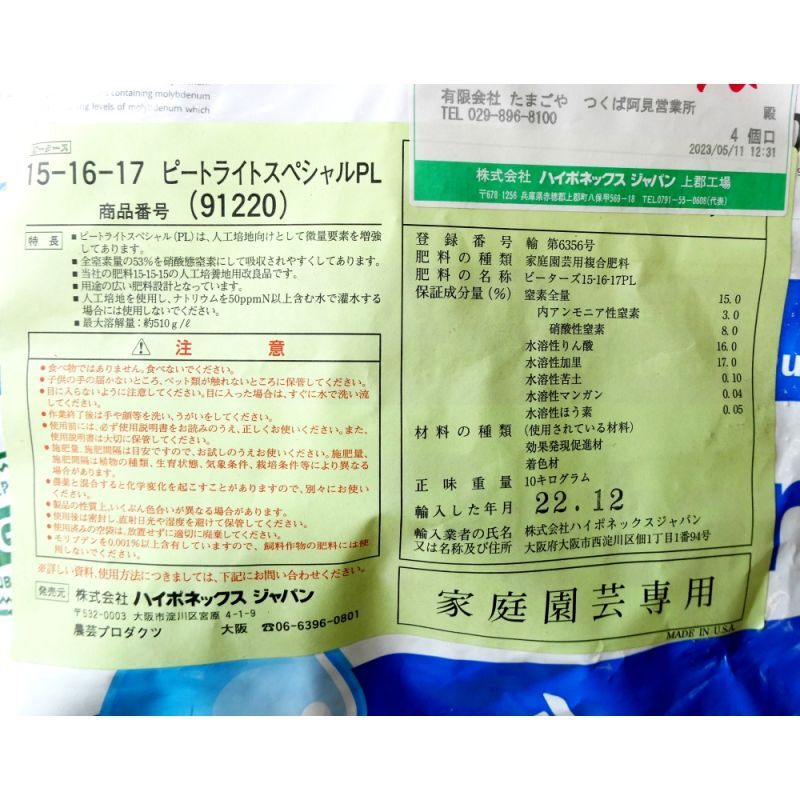 containing molybdenum
levels of molybdenum which
有限会社 たまごや つくば阿見営業所
殿
TEL 029-896-8100
4 個口
2023/05/11 12:31
株式会社 ハイポネックス ジャパン 上郡工場
〒678 1256 兵庫県赤穂郡上郡町八保甲569-18 TEL0791-55-0608(代表)
ピータース
15-16-17 ピートライトスペシャルPL
商品番号 (91220)
特長
■ピートライトスペシャル(PL)は、人工培地向けとして微量要素を増強
してあります。
■全窒素量の53%を硝酸態窒素にして吸収されやすくしてあります。
■当社の肥料15-15-15の人工培養地用改良品です。
■用途の広い肥料設計となっています。
■人工培地を使用し、ナトリウムを50ppmN以上含む水で灌水する
場合には使用しないでください。
■最大溶解量:約510g/ℓ
⚠ 注意
●食べ物ではありません。食べないでください。
●子供の手の届かないところ、ペット類が触れないところに保管してください。
●目に入らないように注意してください。目に入った場合は、すぐに水で洗い流
してください。
●作業終了後は手や顔等を洗い、うがいをしてください。
●使用前には、必ず使用説明書をお読みのうえ、正しくお使いください。また、
使用説明書は大切に保管してください。
●施肥量、施肥間隔は目安ですので、お試しのうえお使いください。施肥量、
施肥間隔は植物の種類、生育状態、気象条件、栽培条件等により異なる
場合があります。
●農薬と混合すると化学変化を起こすことがありますので、別々にお使い
ください。
●製品の性質上、いくぶん色合いが異なる場合があります。
●使用後は密封し、直射日光や湿度を避けて保管してください。
●使用済みの空袋は、放置せずに適切に廃棄してください。
●モリブデンを0.001%以上含有していますので、飼料作物の肥料には使
用しないでください。
※詳しい資料、使用方法につきましては、下記にお問い合わせください。
発売元 株式会社 ハイポネックス ジャパン
〒532-0003 大阪市淀川区宮原 4-1-9
農芸プロダクツ 大阪 ☎06-6396-0801
登録番号 輸 第6356号
肥料の種類 家庭園芸用複合肥料
肥料の名称 ピーターズ15-16-17PL
保証成分量(%) 窒素全量 15.0
内アンモニア性窒素 3.0
硝酸性窒素 8.0
水溶性りん酸 16.0
水溶性加里 17.0
水溶性苦土 0.10
水溶性マンガン 0.04
水溶性ほう素 0.05
材料の種類 (使用されている材料)
効果発現促進材
着色材
正味重量 10キログラム
輸入した年月 22.12
輸入業者の氏名 株式会社ハイポネックスジャパン
又は名称及び住所 大阪府大阪市西淀川区佃1丁目1番94号
家庭園芸専用
MADE IN U.S.A.